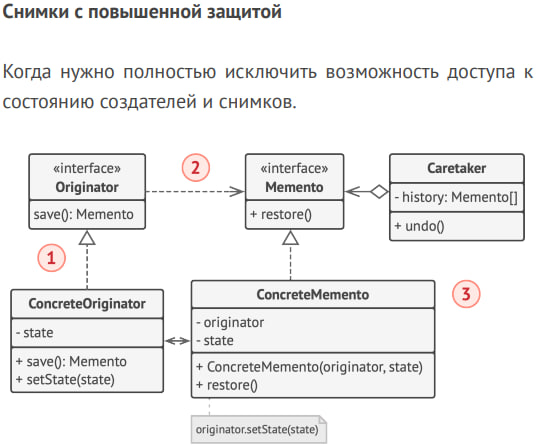 Снимки с повышенной защитой
Когда нужно полностью исключить возможность доступа к
состоянию создателей и снимков.
«interface»
Originator
save(): Memento
2
«interface»
Memento
+ restore()
Caretaker
- history: Memento[]
+ undo()
1
ConcreteOriginator
- state
+ save(): Memento
+ setState(state)
ConcreteMemento
- originator
- state
+ ConcreteMemento(originator, state)
+ restore()
3
originator.setState(state)